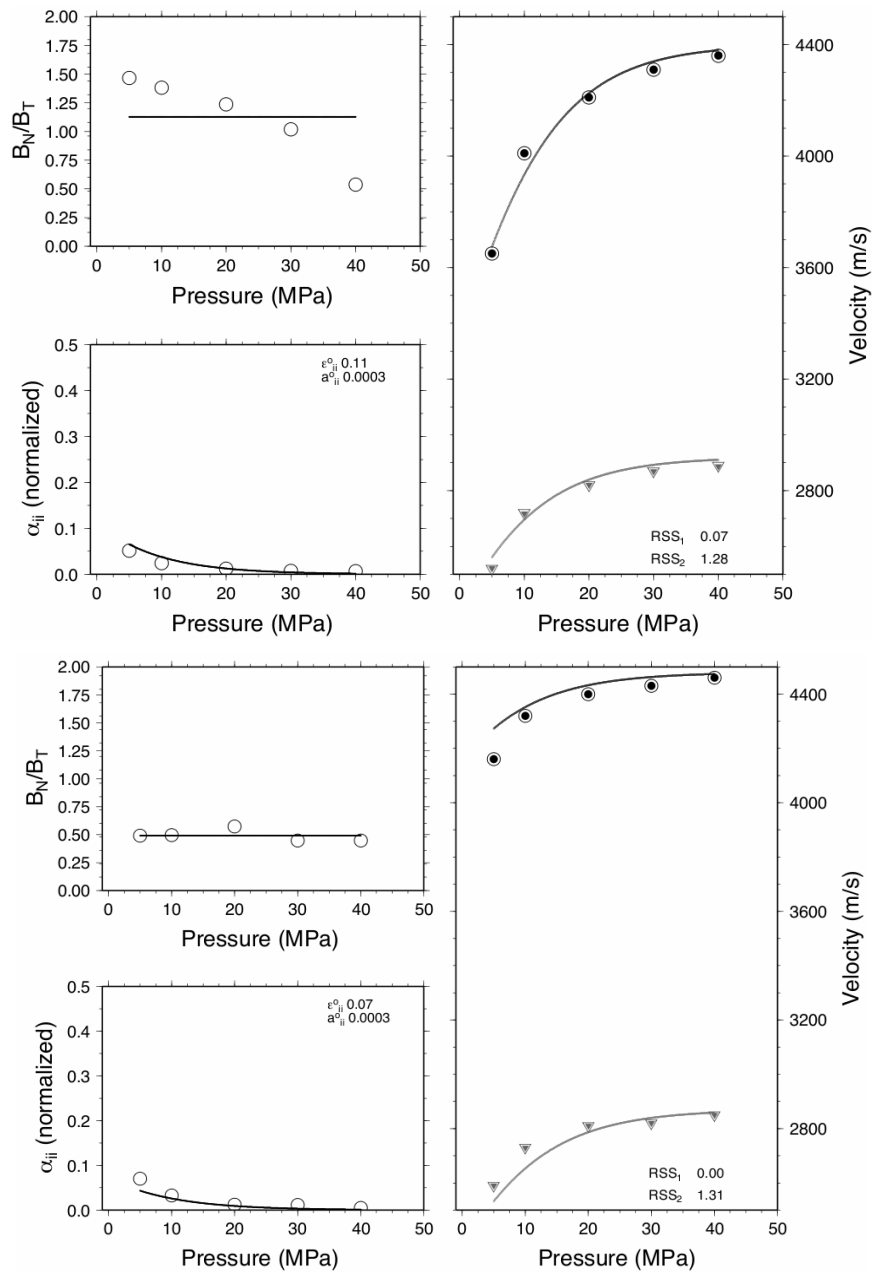 2.00
1.75
1.50
1.25
1.00
0.75
0.50
0.25
0.00
B_N/B_T
0 10 20 30 40 50
Pressure (MPa)
0.5
0.4
0.3
0.2
0.1
0.0
α_ii (normalized)
ε^o_ii 0.11
a^o_ii 0.0003
0 10 20 30 40 50
Pressure (MPa)
4400
4000
3600
3200
2800
Velocity (m/s)
RSS_1 0.07
RSS_2 1.28
0 10 20 30 40 50
Pressure (MPa)
2.00
1.75
1.50
1.25
1.00
0.75
0.50
0.25
0.00
B_N/B_T
0 10 20 30 40 50
Pressure (MPa)
0.5
0.4
0.3
0.2
0.1
0.0
α_ii (normalized)
ε^o_ii 0.07
a^o_ii 0.0003
0 10 20 30 40 50
Pressure (MPa)
4400
4000
3600
3200
2800
Velocity (m/s)
RSS_1 0.00
RSS_2 1.31
0 10 20 30 40 50
Pressure (MPa)